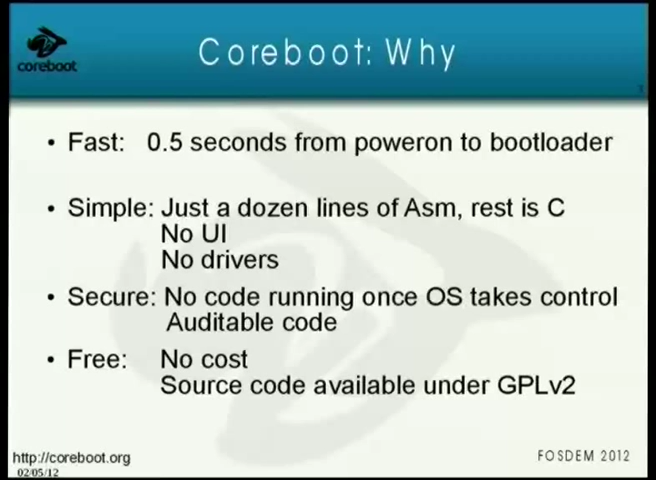 coreboot
Coreboot: Why
• Fast: 0.5 seconds from poweron to bootloader
• Simple: Just a dozen lines of Asm, rest is C
No UI
No drivers
• Secure: No code running once OS takes control
Auditable code
• Free: No cost
Source code available under GPLv2
http://coreboot.org
02/05/12
FOSDEM 2012